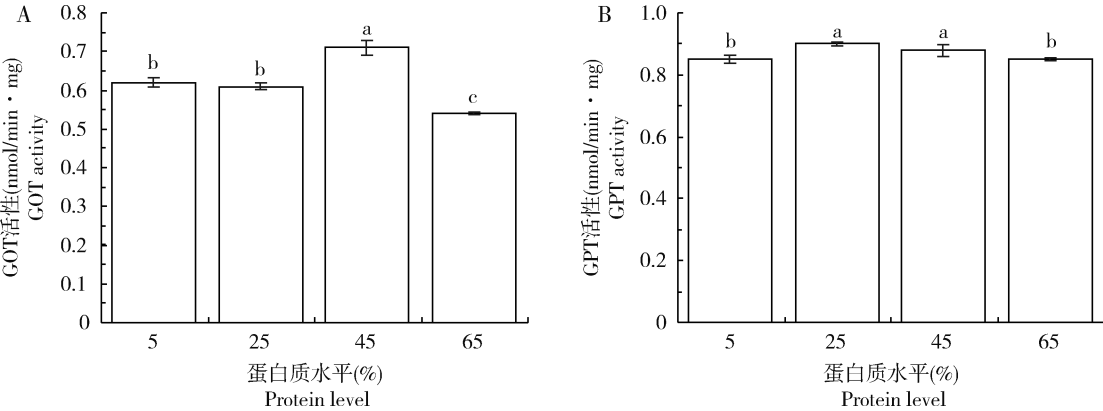 A
GOT活性(nmol/min·mg)
GOT activity
0.8
0.7
0.6
0.5
0.4
0.3
0.2
0.1
0
b
b
a
c
5 25 45 65
蛋白质水平(%)
Protein level
B
GPT活性(nmol/min·mg)
GPT activity
1.0
0.8
0.6
0.4
0.2
0
b
a
a
b
5 25 45 65
蛋白质水平(%)
Protein level